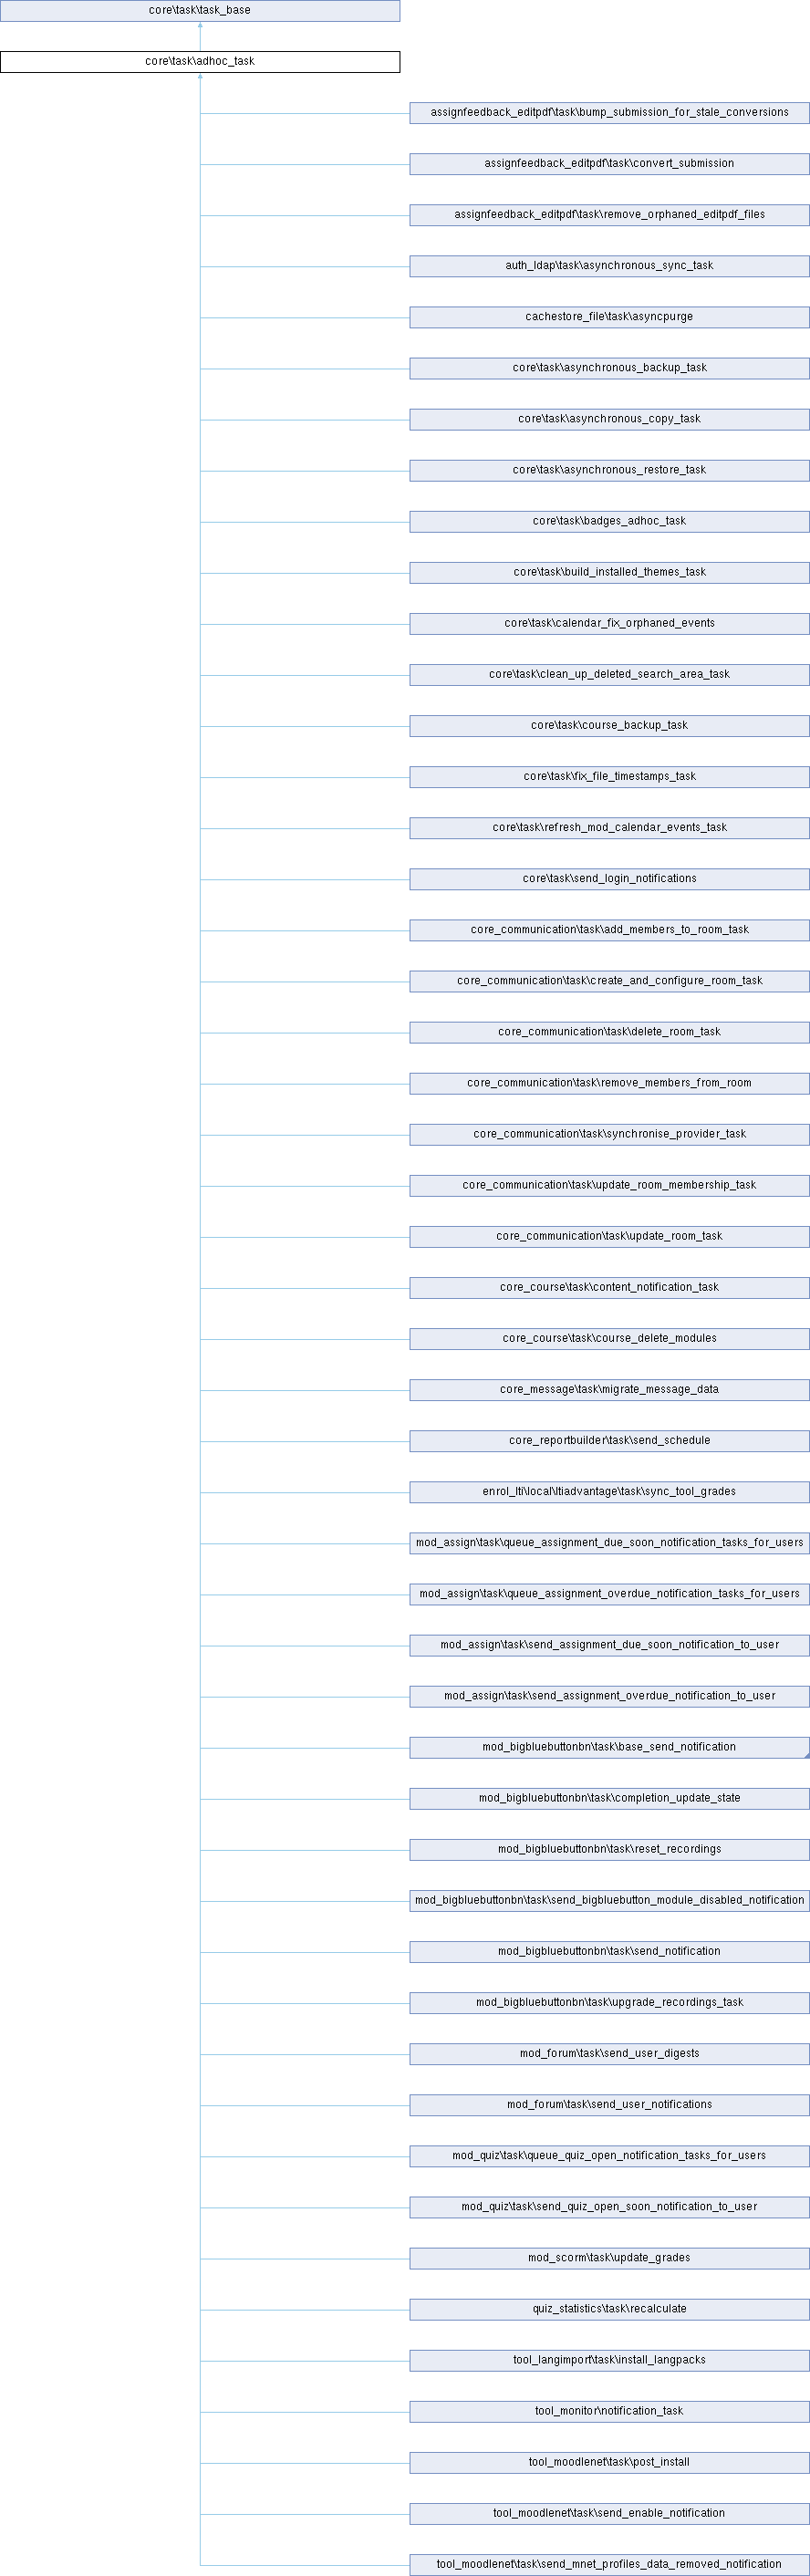 core\task\task_base
core\task\adhoc_task
assignfeedback_editpdf\task\bump_submission_for_stale_conversions
assignfeedback_editpdf\task\convert_submission
assignfeedback_editpdf\task\remove_orphaned_editpdf_files
auth_ldap\task\asynchronous_sync_task
cachestore_file\task\asyncpurge
core\task\asynchronous_backup_task
core\task\asynchronous_copy_task
core\task\asynchronous_restore_task
core\task\badges_adhoc_task
core\task\build_installed_themes_task
core\task\calendar_fix_orphaned_events
core\task\clean_up_deleted_search_area_task
core\task\course_backup_task
core\task\fix_file_timestamps_task
core\task\refresh_mod_calendar_events_task
core\task\send_login_notifications
core_communication\task\add_members_to_room_task
core_communication\task\create_and_configure_room_task
core_communication\task\delete_room_task
core_communication\task\remove_members_from_room
core_communication\task\synchronise_provider_task
core_communication\task\update_room_membership_task
core_communication\task\update_room_task
core_course\task\content_notification_task
core_course\task\course_delete_modules
core_message\task\migrate_message_data
core_reportbuilder\task\send_schedule
enrol_lti\local\ltiadvantage\task\sync_tool_grades
mod_assign\task\queue_assignment_due_soon_notification_tasks_for_users
mod_assign\task\queue_assignment_overdue_notification_tasks_for_users
mod_assign\task\send_assignment_due_soon_notification_to_user
mod_assign\task\send_assignment_overdue_notification_to_user
mod_bigbluebuttonbn\task\base_send_notification
mod_bigbluebuttonbn\task\completion_update_state
mod_bigbluebuttonbn\task\reset_recordings
mod_bigbluebuttonbn\task\send_bigbluebutton_module_disabled_notification
mod_bigbluebuttonbn\task\send_notification
mod_bigbluebuttonbn\task\upgrade_recordings_task
mod_forum\task\send_user_digests
mod_forum\task\send_user_notifications
mod_quiz\task\queue_quiz_open_notification_tasks_for_users
mod_quiz\task\send_quiz_open_soon_notification_to_user
mod_scorm\task\update_grades
quiz_statistics\task\recalculate
tool_langimport\task\install_langpacks
tool_monitor\notification_task
tool_moodlenet\task\post_install
tool_moodlenet\task\send_enable_notification
tool_moodlenet\task\send_mnet_profiles_data_removed_notification